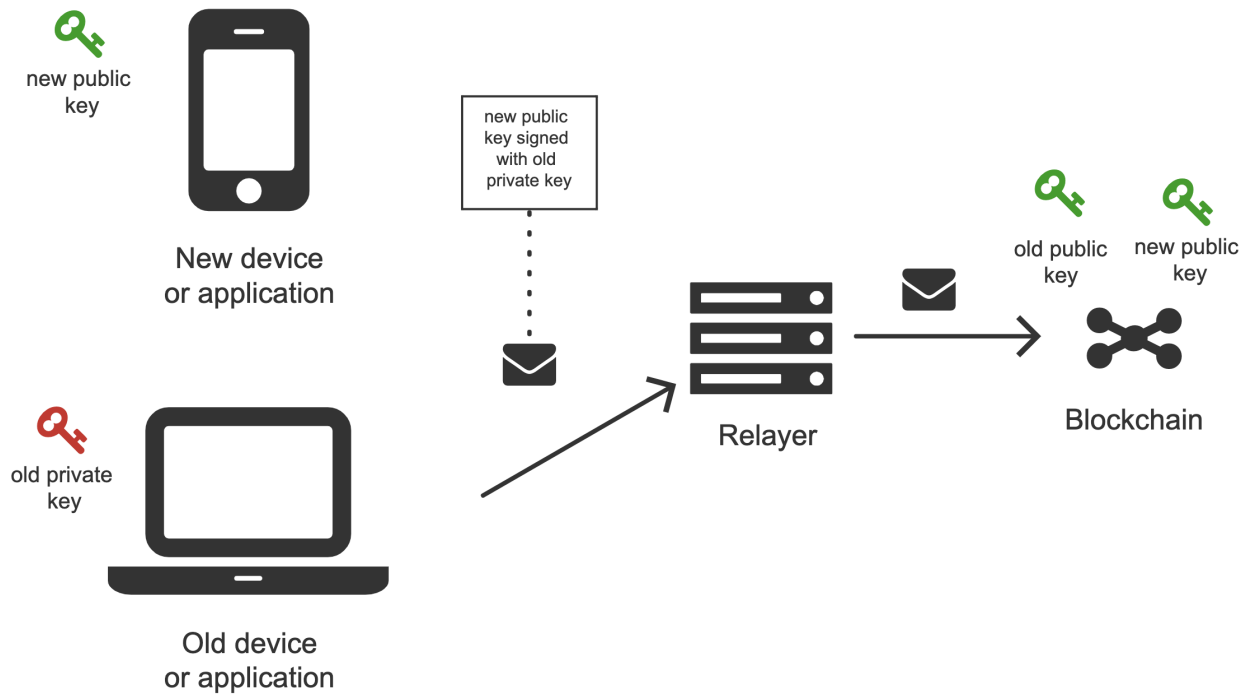 new public
key
New device
or application
new public
key signed
with old
private key
old public
key
new public
key
Relayer
Blockchain
old private
key
Old device
or application